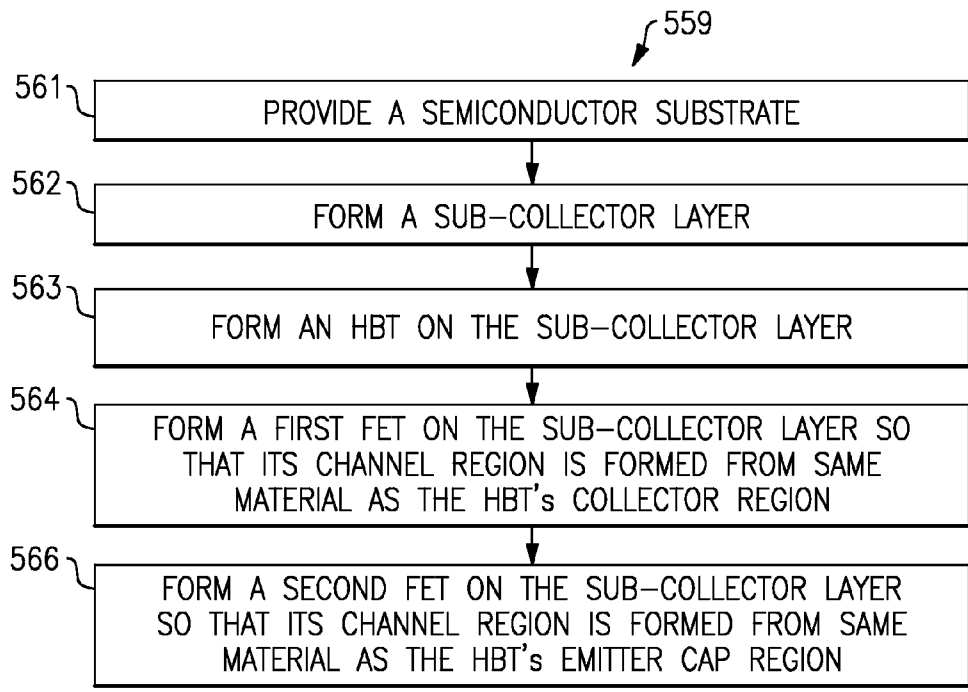 559
561
PROVIDE A SEMICONDUCTOR SUBSTRATE
562
FORM A SUB-COLLECTOR LAYER
563
FORM AN HBT ON THE SUB-COLLECTOR LAYER
564
FORM A FIRST FET ON THE SUB-COLLECTOR LAYER SO
THAT ITS CHANNEL REGION IS FORMED FROM SAME
MATERIAL AS THE HBT's COLLECTOR REGION
566
FORM A SECOND FET ON THE SUB-COLLECTOR LAYER
SO THAT ITS CHANNEL REGION IS FORMED FROM SAME
MATERIAL AS THE HBT's EMITTER CAP REGION